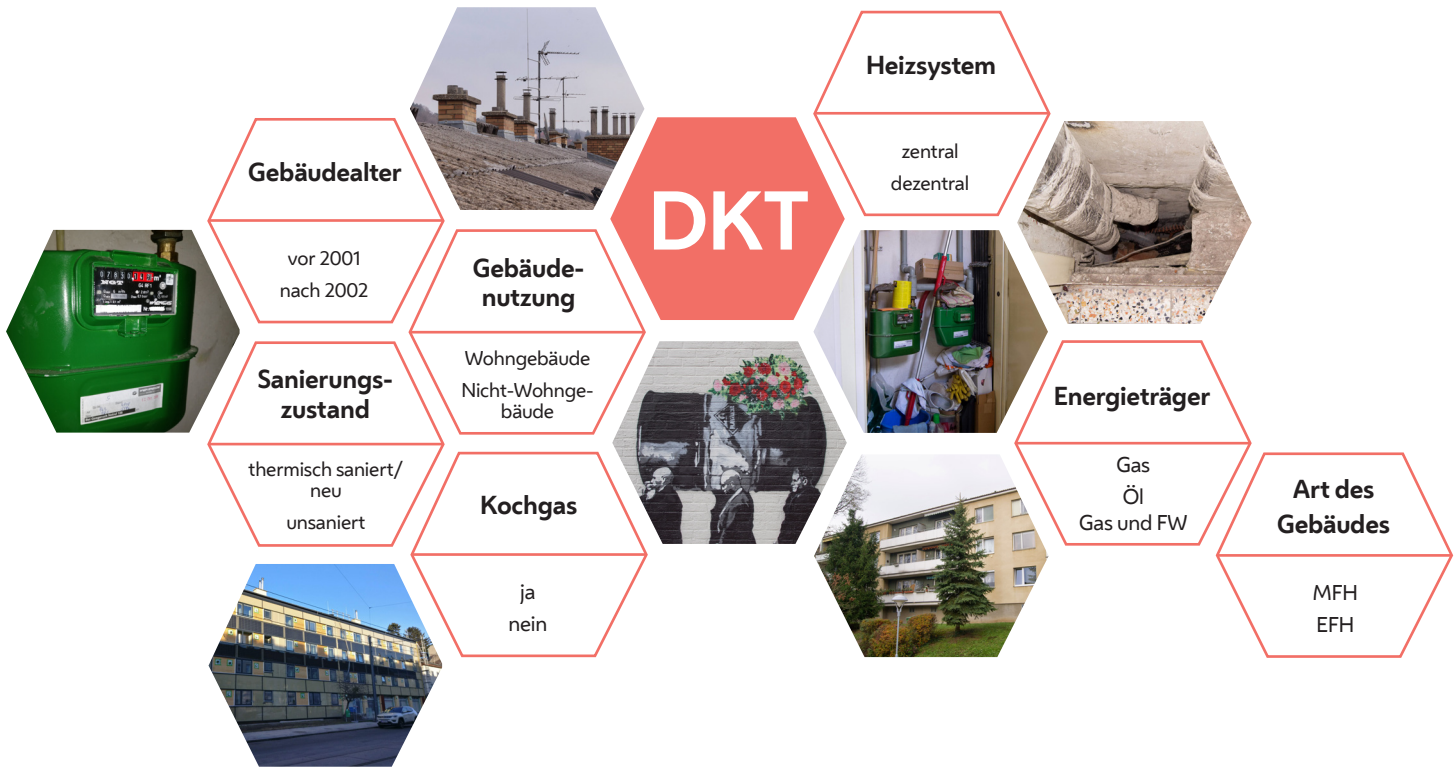 Heizsystem
zentral
dezentral
DKT
Gebäudealter
vor 2001
nach 2002
Gebäude-
nutzung
Wohngebäude
Nicht-Wohnge-
bäude
Sanierungs-
zustand
thermisch saniert/
neu
unsaniert
Kochgas
ja
nein
Energieträger
Gas
Öl
Gas und FW
Art des
Gebäudes
MFH
EFH